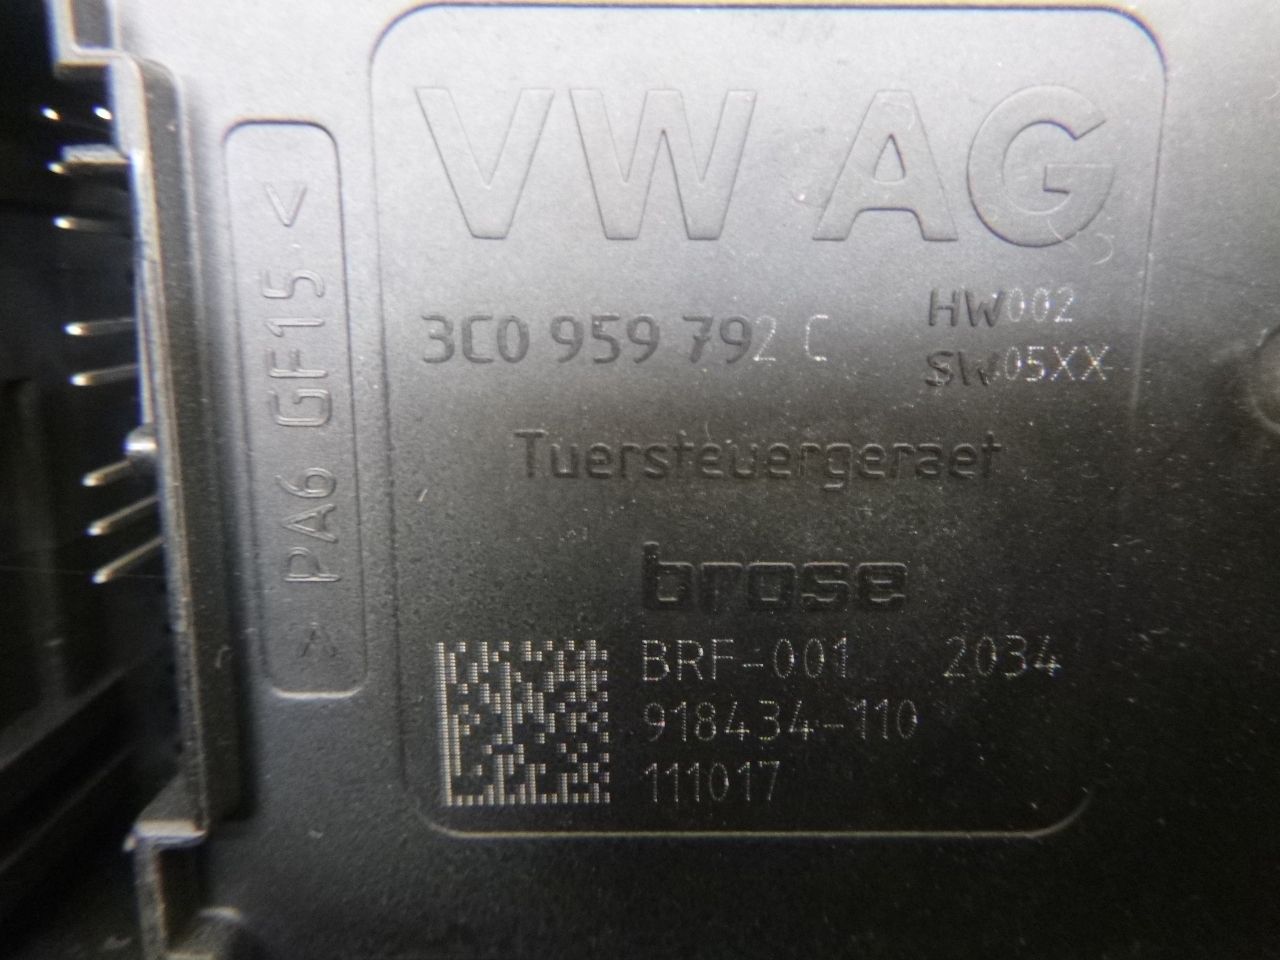 VW AG
3C0 959 792 C
HW002
SW05XX
Tuersteuergeraet
brose
BRF-001 2034
918434-110
111017
> PA6 GF15 <